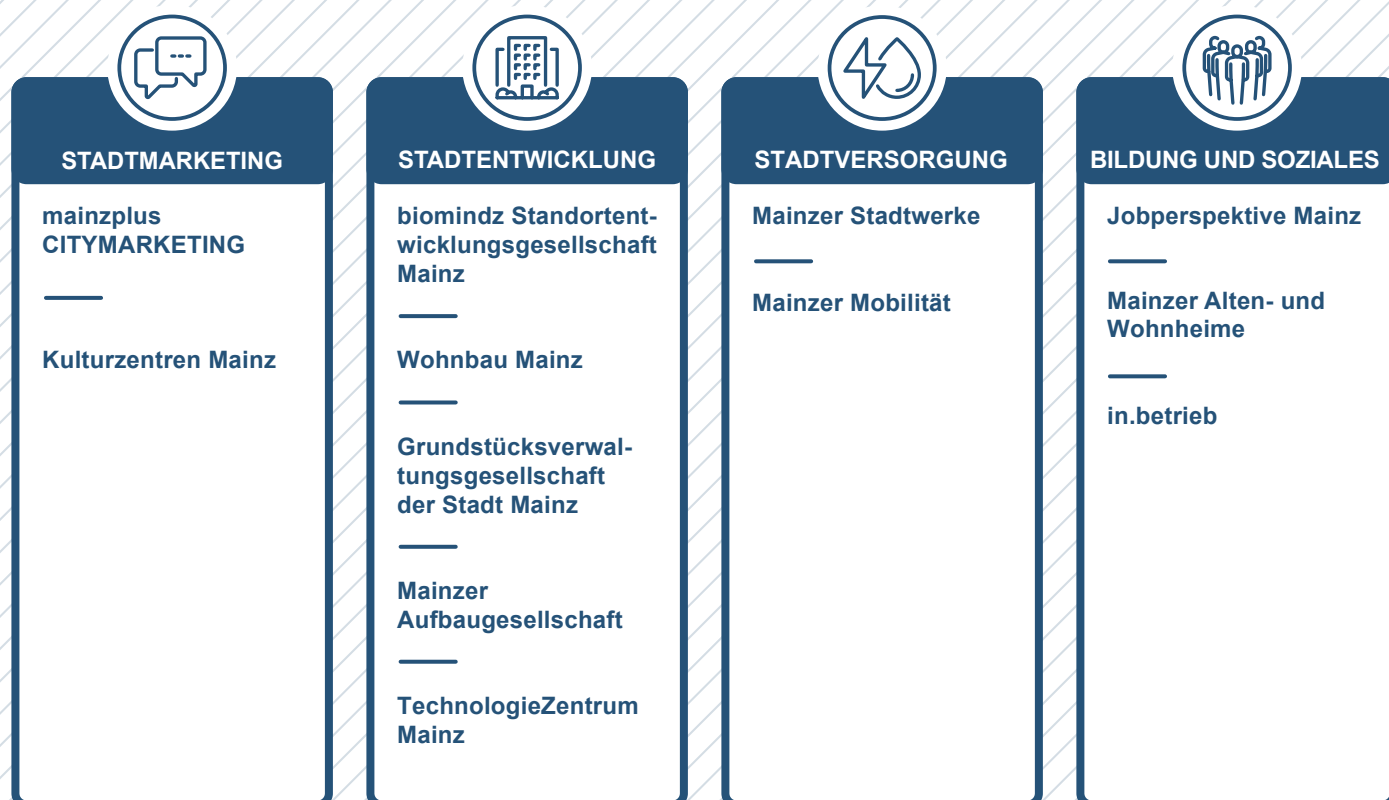 STADTMARKETING
mainzplus
CITYMARKETING
Kulturzentren Mainz
STADTENTWICKLUNG
biomindz Standortent-
wicklungsgesellschaft
Mainz
Wohnbau Mainz
Grundstücksverwal-
tungsgesellschaft
der Stadt Mainz
Mainzer
Aufbaugesellschaft
TechnologieZentrum
Mainz
STADTVERSORGUNG
Mainzer Stadtwerke
Mainzer Mobilität
BILDUNG UND SOZIALES
Jobperspektive Mainz
Mainzer Alten- und
Wohnheime
in.betrieb